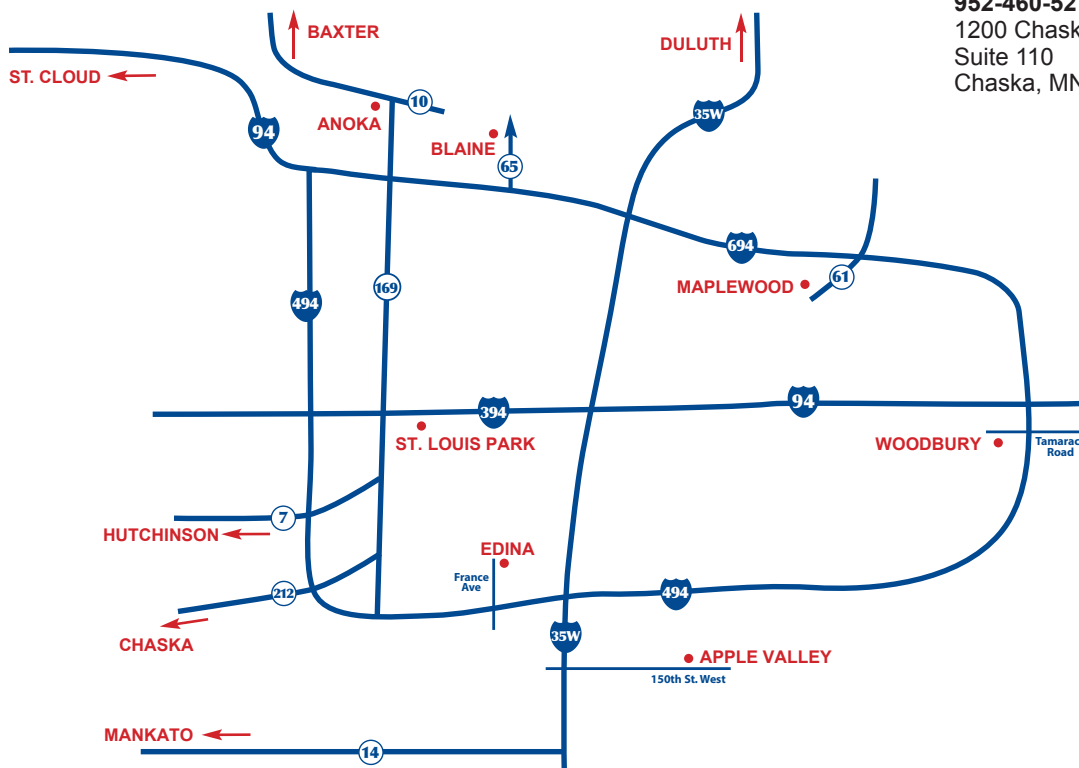 952-460-52
1200 Chask
Suite 110
Chaska, MN
BAXTER
DULUTH
ST. CLOUD
10
35W
ANOKA
94
BLAINE
65
694
61
MAPLEWOOD
169
494
394
94
ST. LOUIS PARK
WOODBURY
Tamarac
Road
7
HUTCHINSON
EDINA
France
Ave
212
494
CHASKA
35W
APPLE VALLEY
150th St. West
MANKATO
14